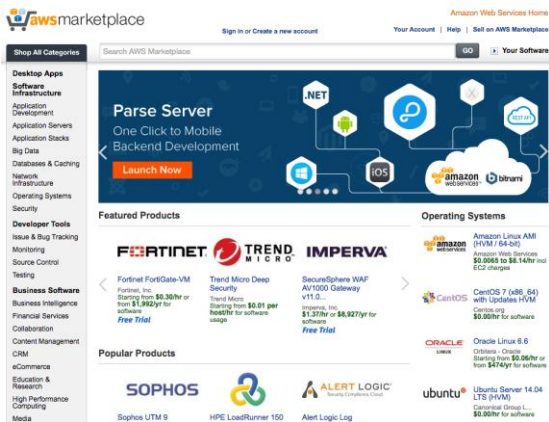 awsmarketplace
Amazon Web Services Home
Sign in or Create a new account
Your Account | Help | Sell on AWS Marketplace
Shop All Categories
Search AWS Marketplace
GO
Your Software
Desktop Apps
Software
Infrastructure
Application
Development
Application Servers
Application Stacks
Big Data
Databases & Caching
Network
Infrastructure
Operating Systems
Security
Developer Tools
Issue & Bug Tracking
Monitoring
Source Control
Testing
Business Software
Business Intelligence
Financial Services
Collaboration
Content Management
CRM
eCommerce
Education &
Research
High Performance
Computing
Media
Parse Server
One Click to Mobile
Backend Development
Launch Now
.NET
iOS
REST API
amazon
webservices
bitnami
Featured Products
FORTINET
TREND
MICRO
IMPERVA
Fortinet FortiGate-VM
Fortinet, Inc
Starting from $0.30/hr or
from $1,992/yr for
software
Free Trial
Trend Micro Deep
Security
Trend Micro
Starting from $0.01 per
host/hr for software
usage
SecureSphere WAF
AV1000 Gateway
v11.0...
Imperva, Inc
$1.37/hr or $8,927/yr for
software
Free Trial
Popular Products
SOPHOS
ALERT LOGIC
Security. Compliance. Cloud.
Sophos UTM 9
HPE LoadRunner 150
Alert Logic Log
Operating Systems
amazon
webservices
Amazon Linux AMI
(HVM / 64-bit)
Amazon Web Services
$0.0065 to $8.14/hr incl
EC2 charges
CentOS
CentOS 7 (x86_64)
with Updates HVM
Centos.org
$0.00/hr for software
ORACLE
LINUX
Oracle Linux 6.6
Orbitera - Oracle
Starting from $0.06/hr or
from $474/yr for software
ubuntu
Ubuntu Server 14.04
LTS (HVM)
Canonical Group L...
$0.00/hr for software